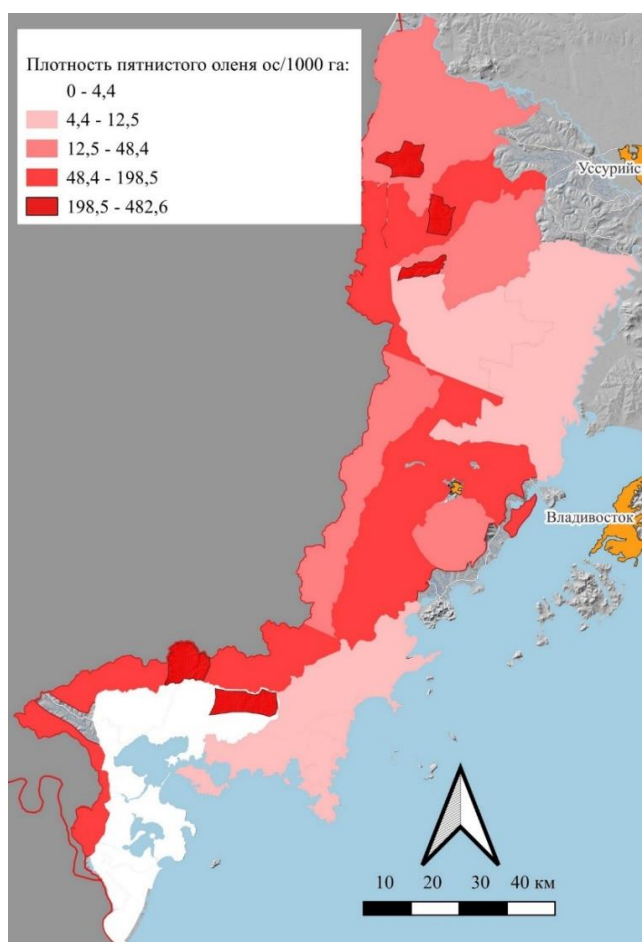 Плотность пятнистого оленя ос/1000 га:
0 - 4,4
4,4 - 12,5
12,5 - 48,4
48,4 - 198,5
198,5 - 482,6
Уссурийс
Владивосток
10 20 30 40 км